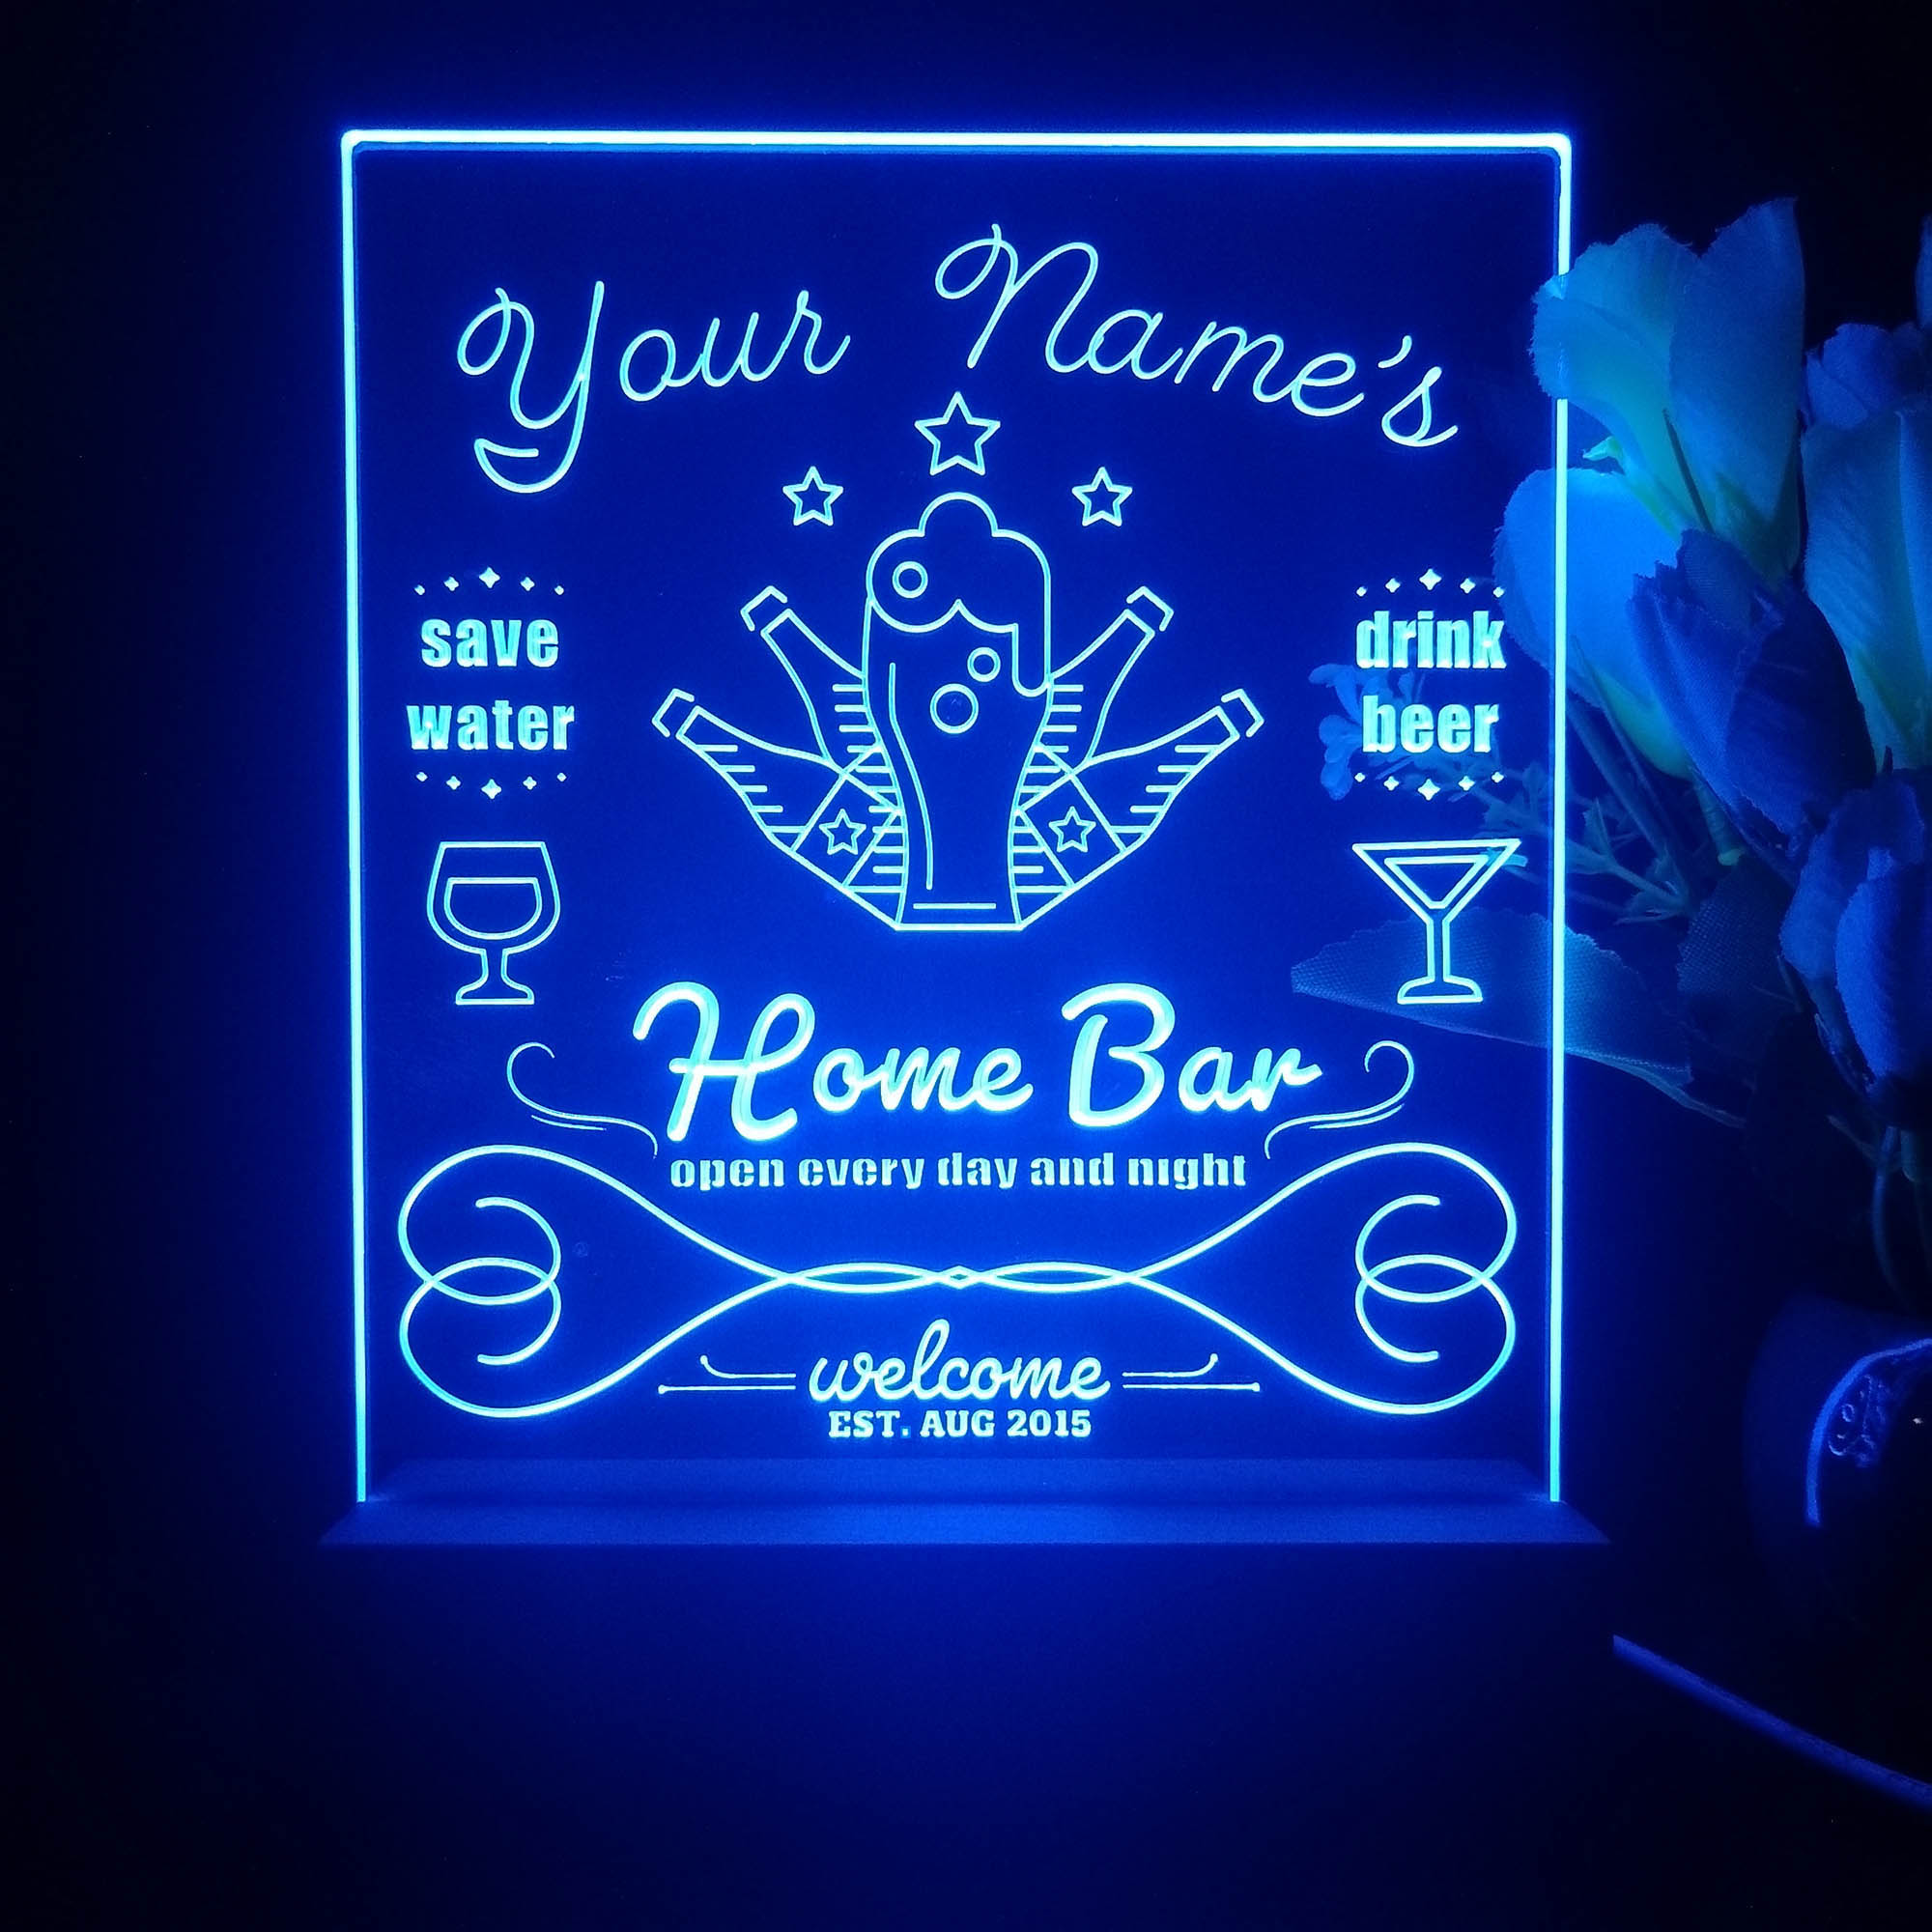 Your Name's
save
water
drink
beer
Home Bar
open every day and night
welcome
EST. AUG 2015